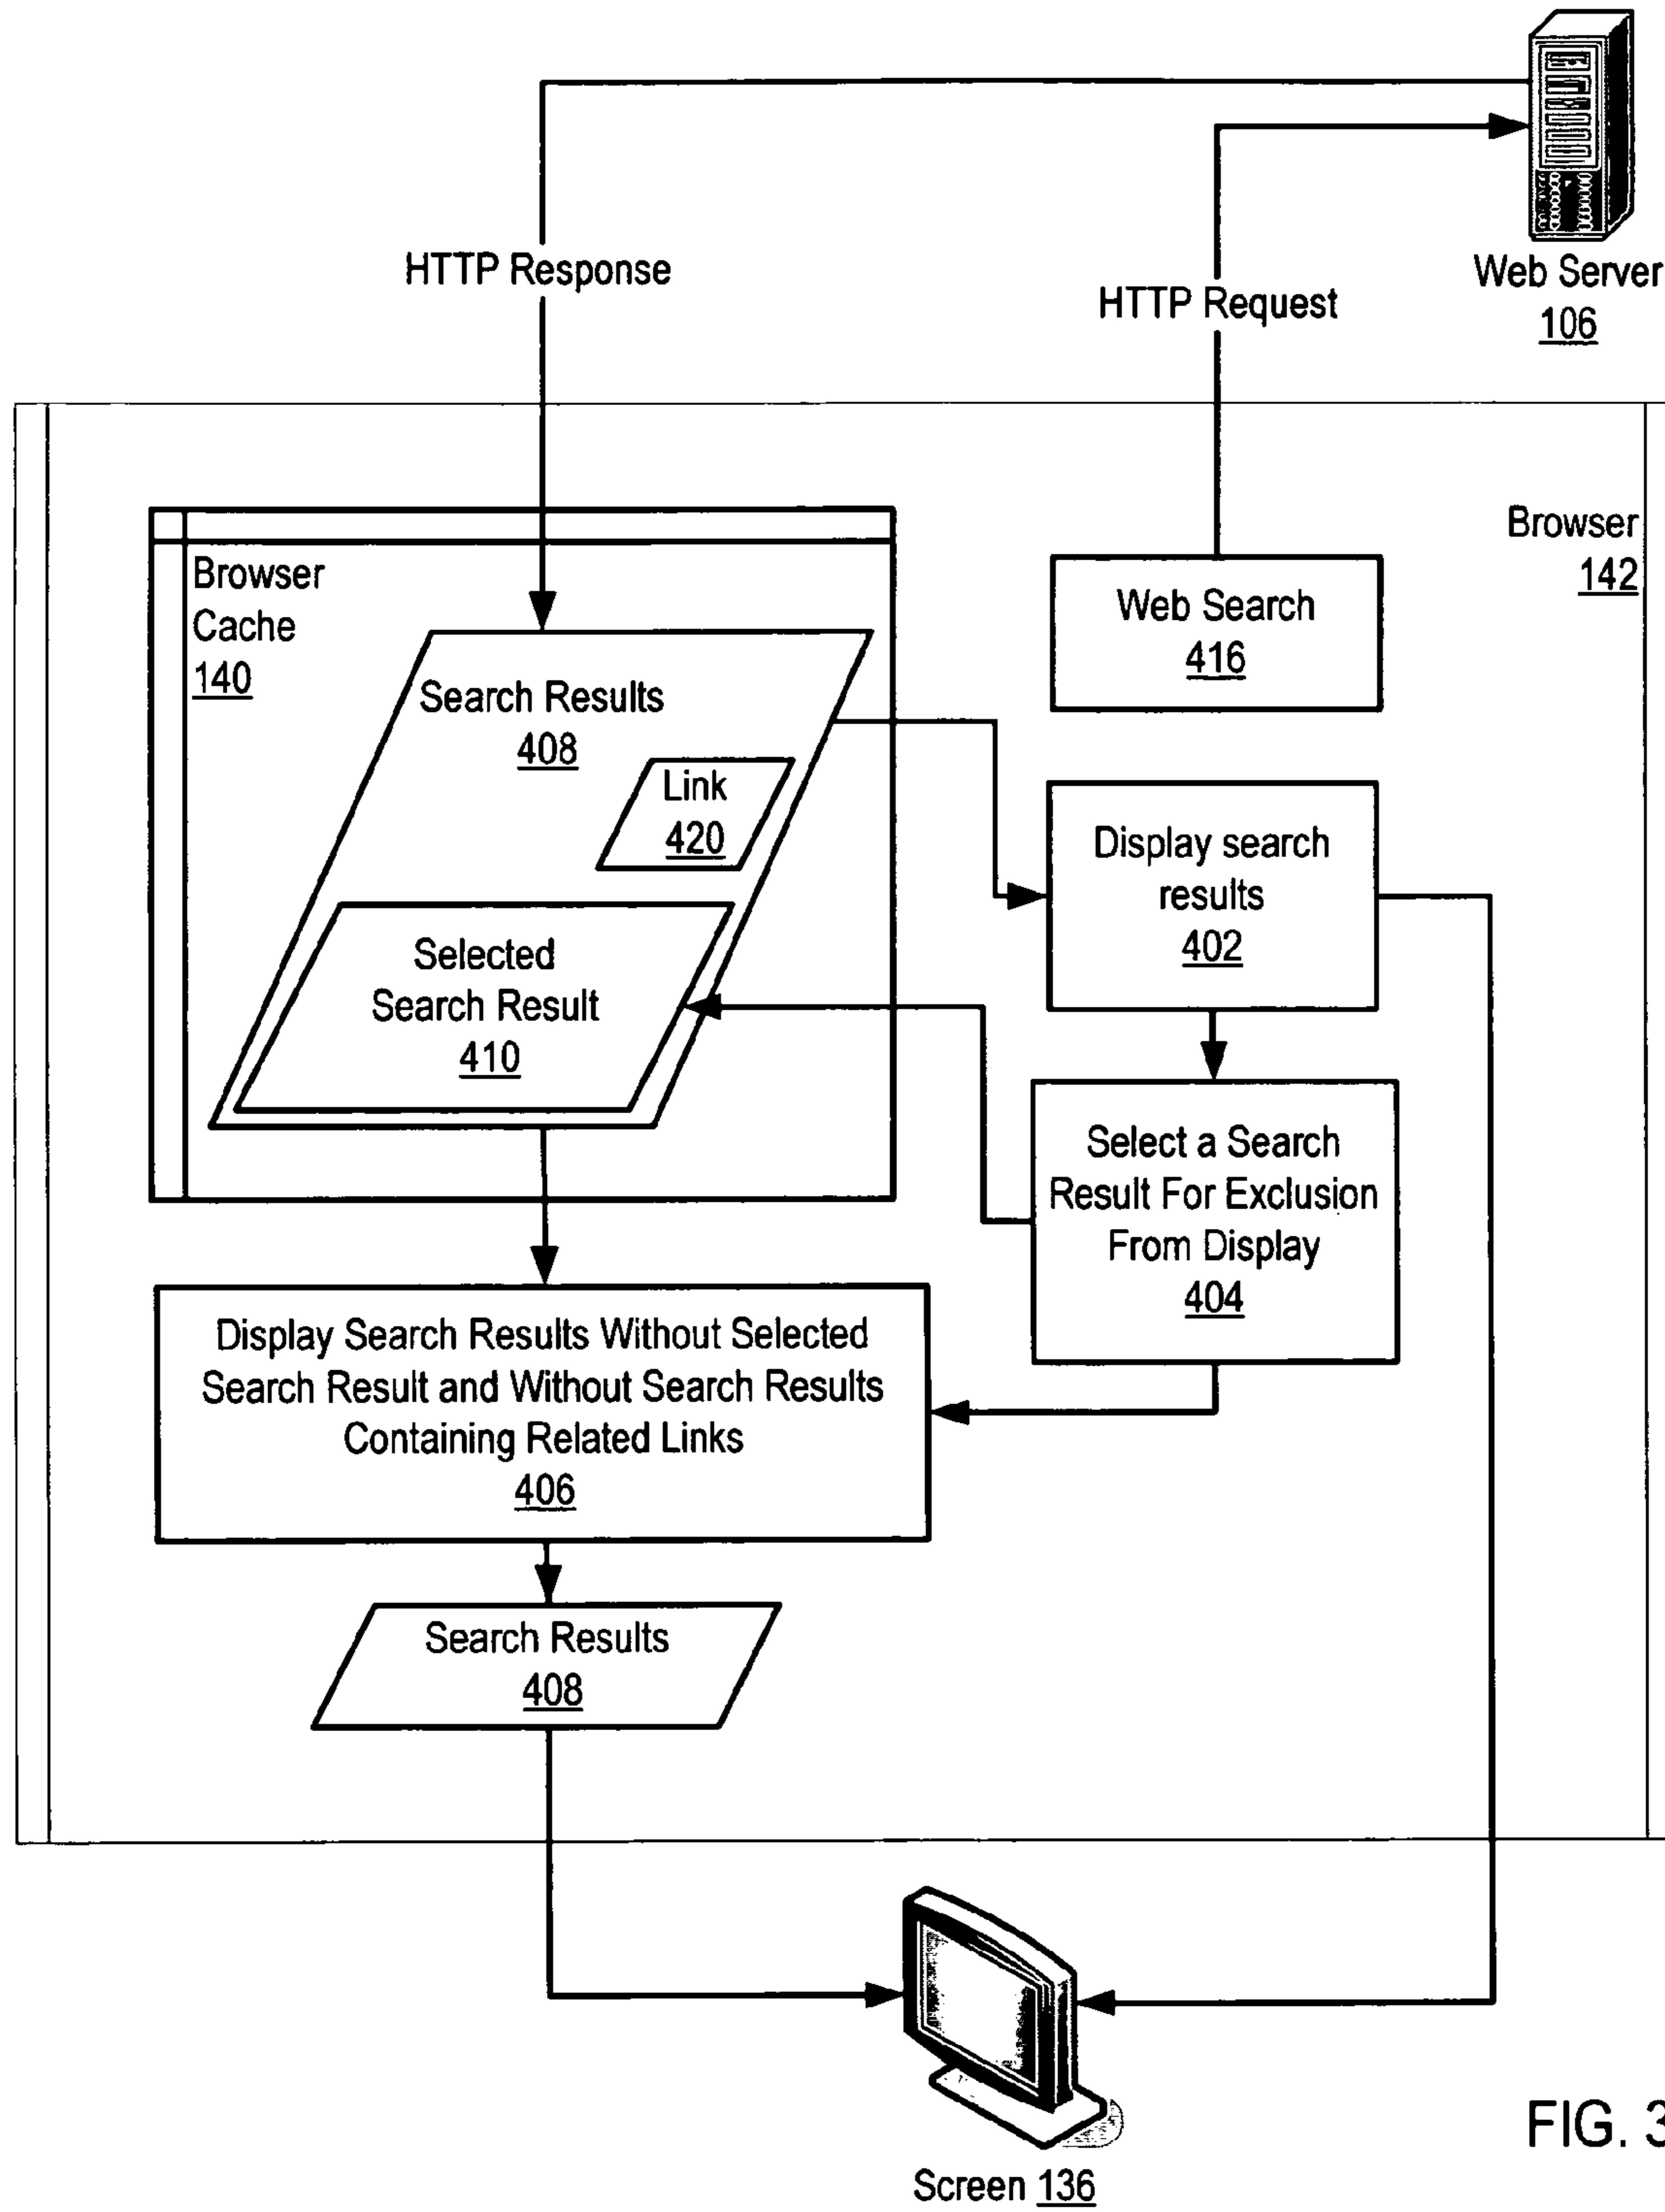 HTTP Response
HTTP Request
Web Server
106
Browser
142
Browser
Cache
140
Web Search
416
Search Results
408
Link
420
Display search
results
402
Selected
Search Result
410
Select a Search
Result For Exclusion
From Display
404
Display Search Results Without Selected
Search Result and Without Search Results
Containing Related Links
406
Search Results
408
Screen 136
FIG. 3